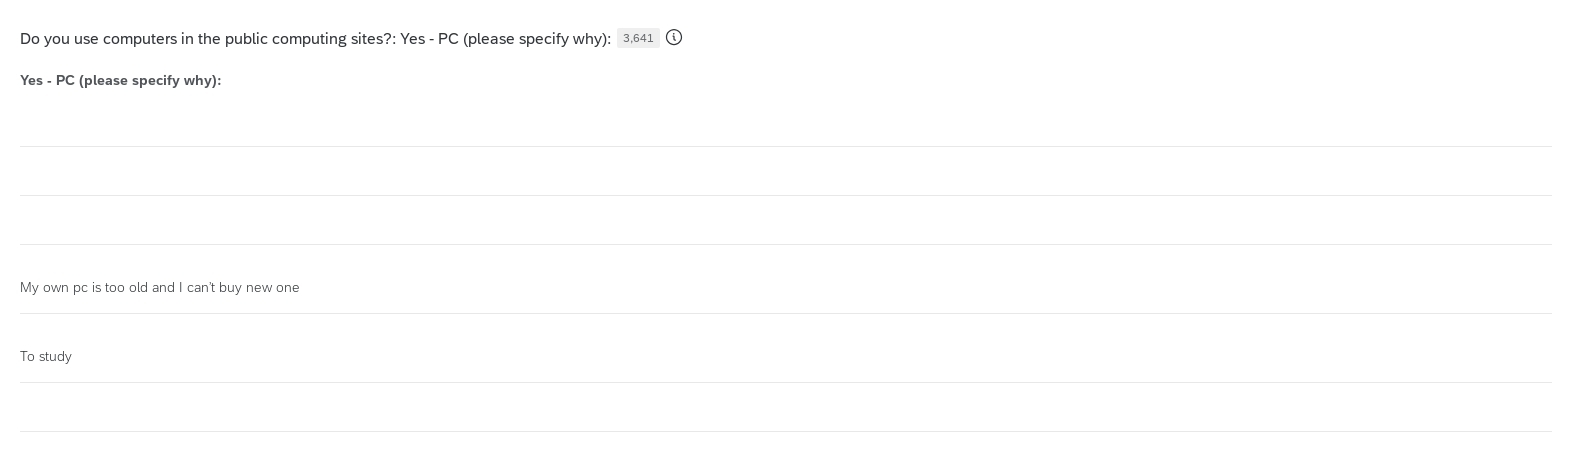 Do you use computers in the public computing sites?: Yes - PC (please specify why): 3,641
Yes - PC (please specify why):
My own pc is too old and I can't buy new one
To study